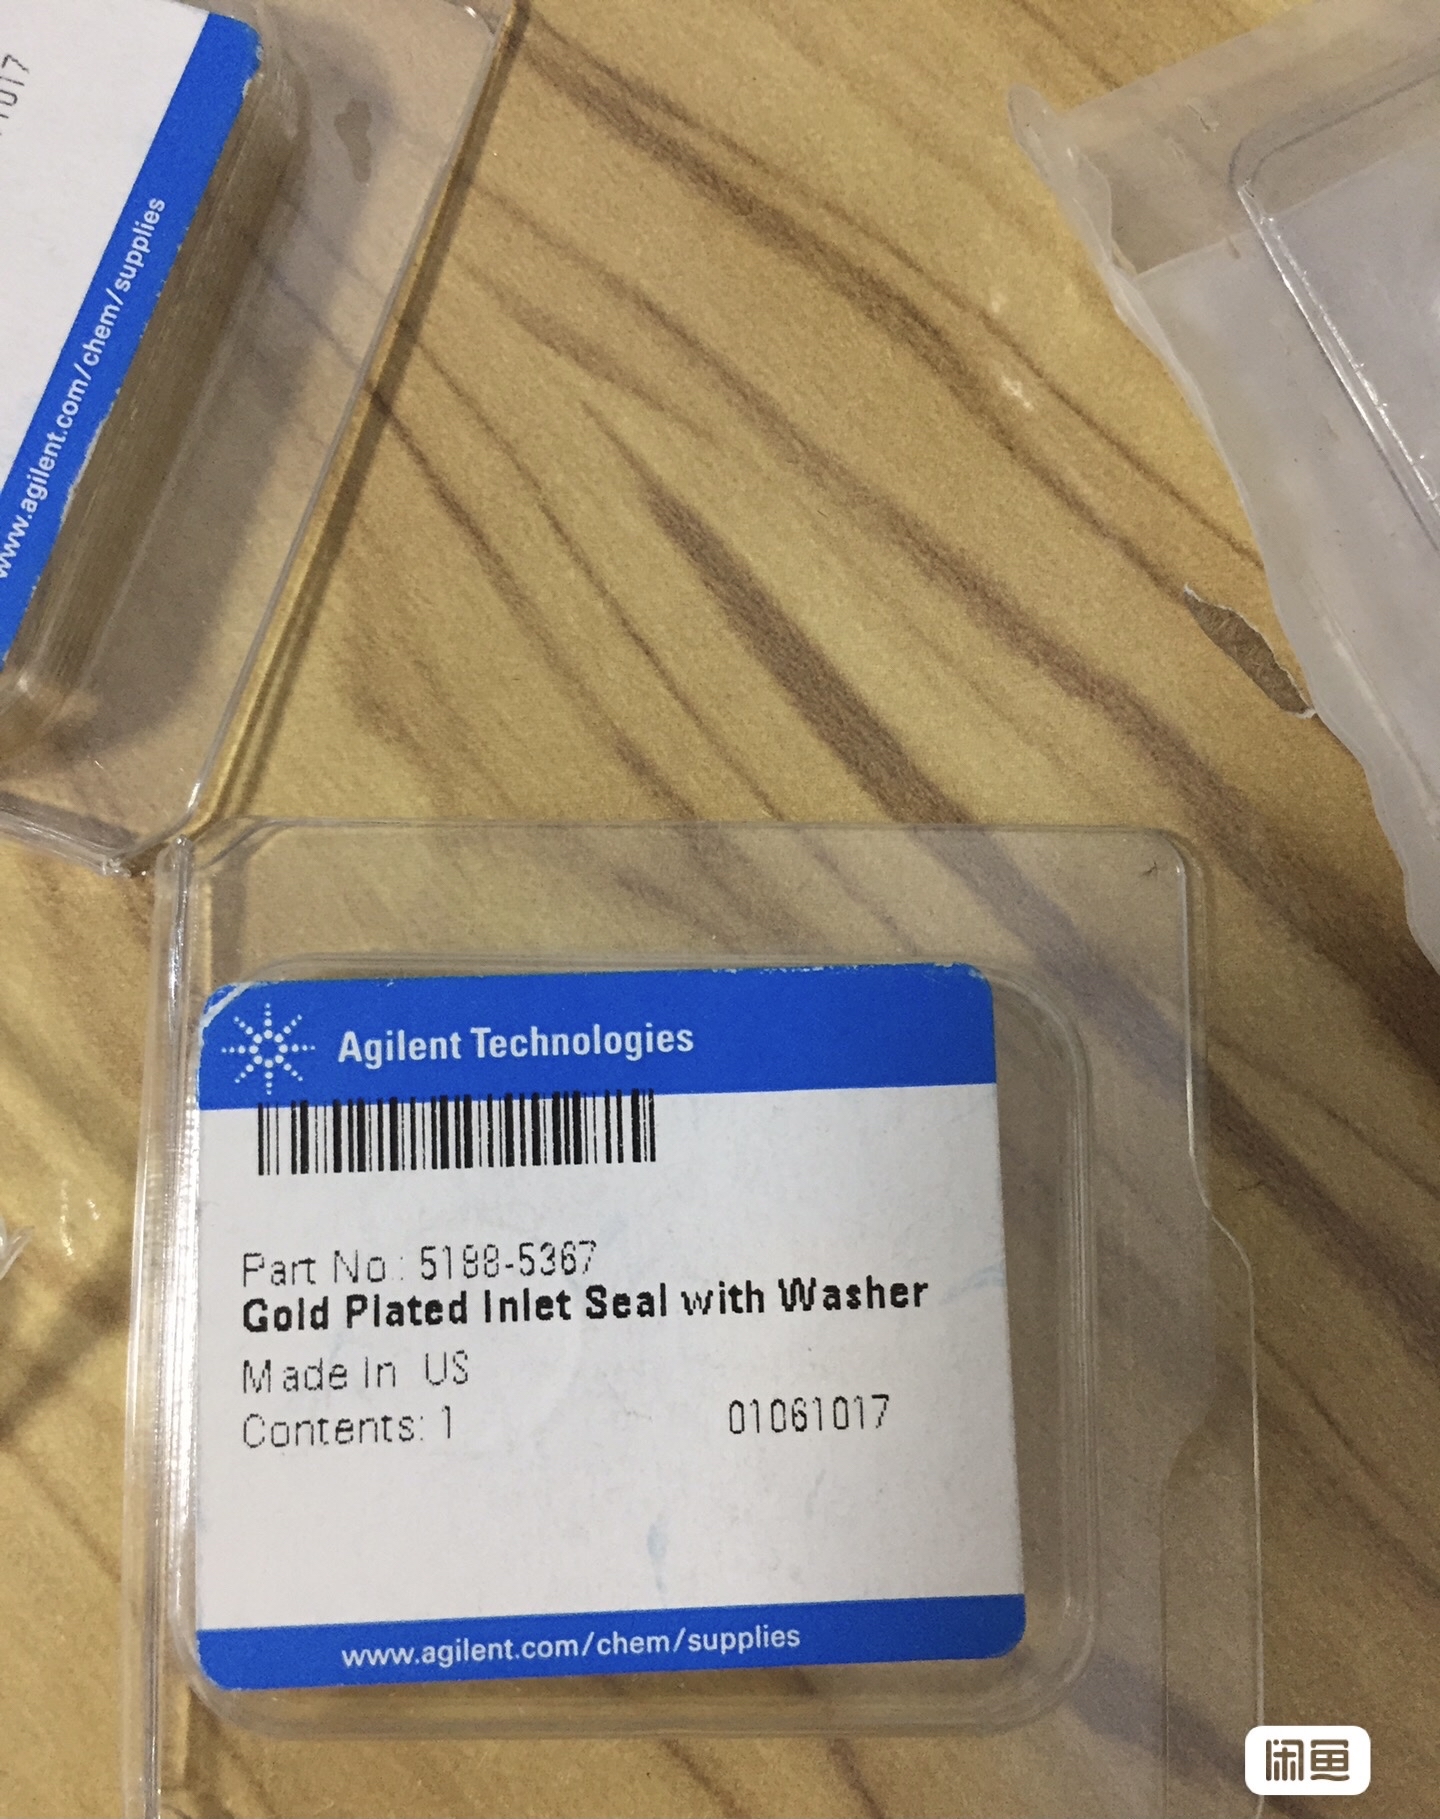 1017
www.agilent.com/chem/supplies
Agilent Technologies
Part No.: 5188-5367
Gold Plated Inlet Seal with Washer
Made In US
Contents: 1
01061017
www.agilent.com/chem/supplies
闲鱼